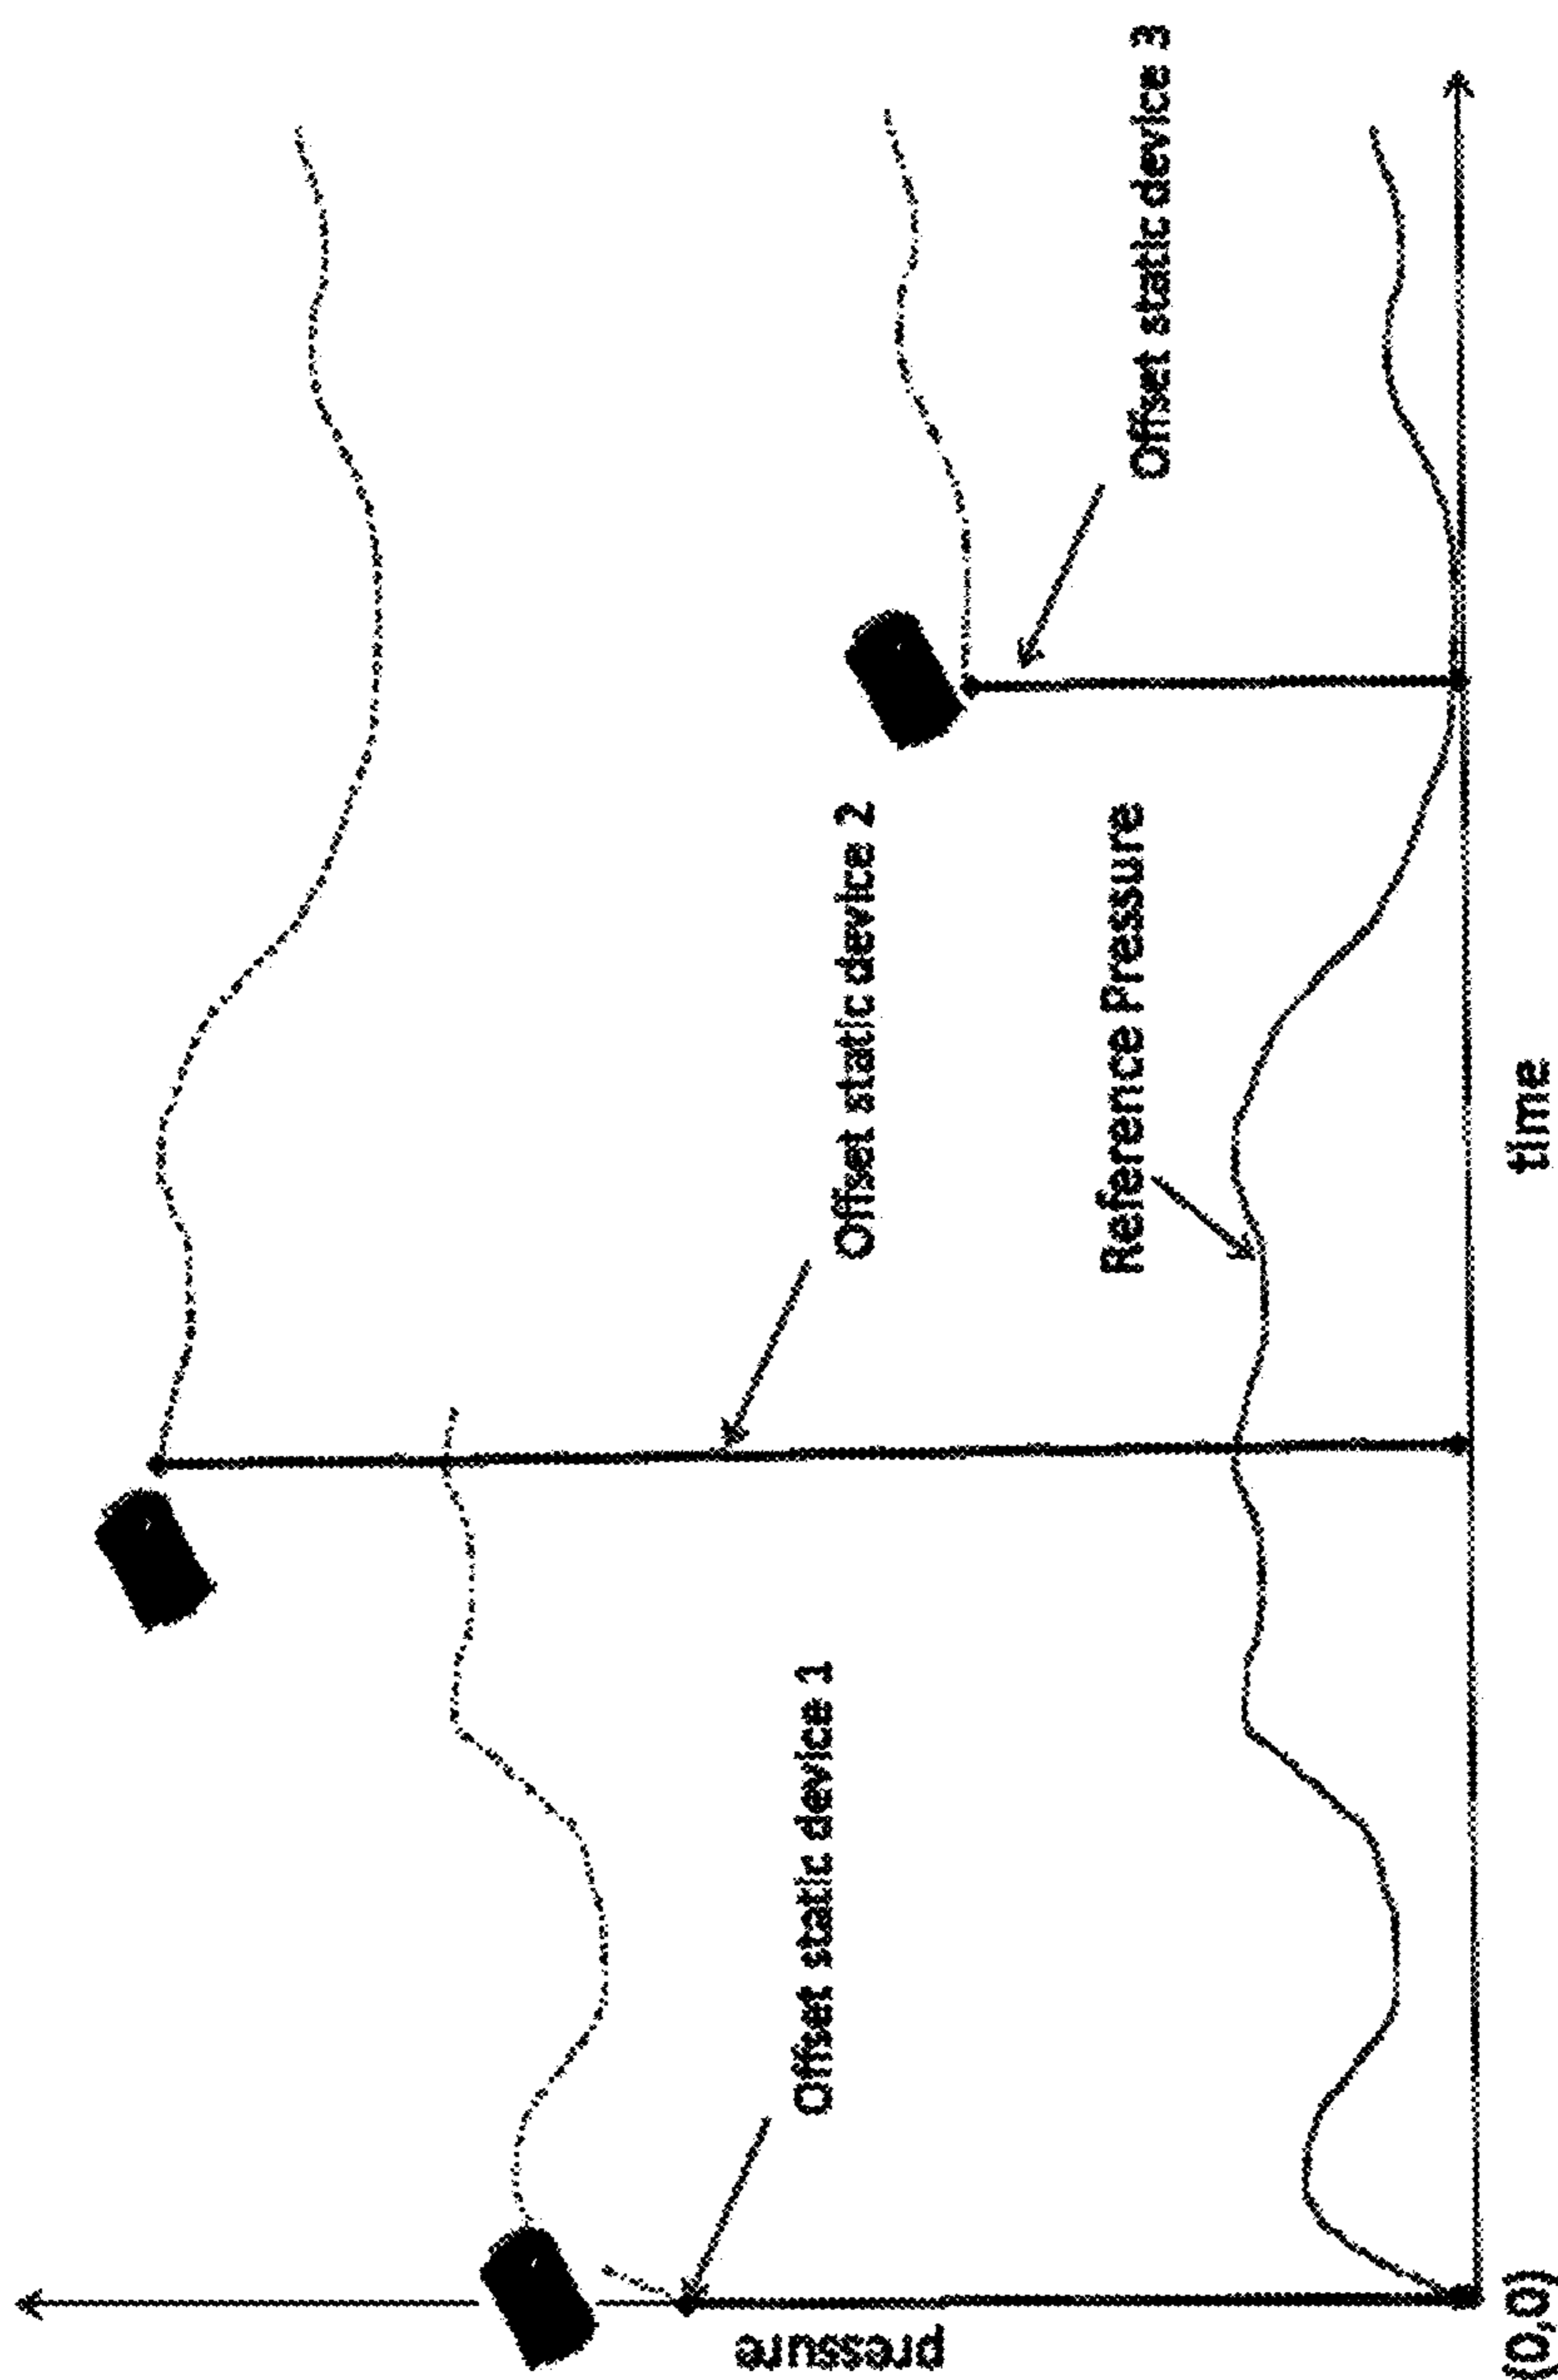 Offset static device 3
Offset static device 2
Reference Pressure
Offset static device 1
pressure
time
(0,0)